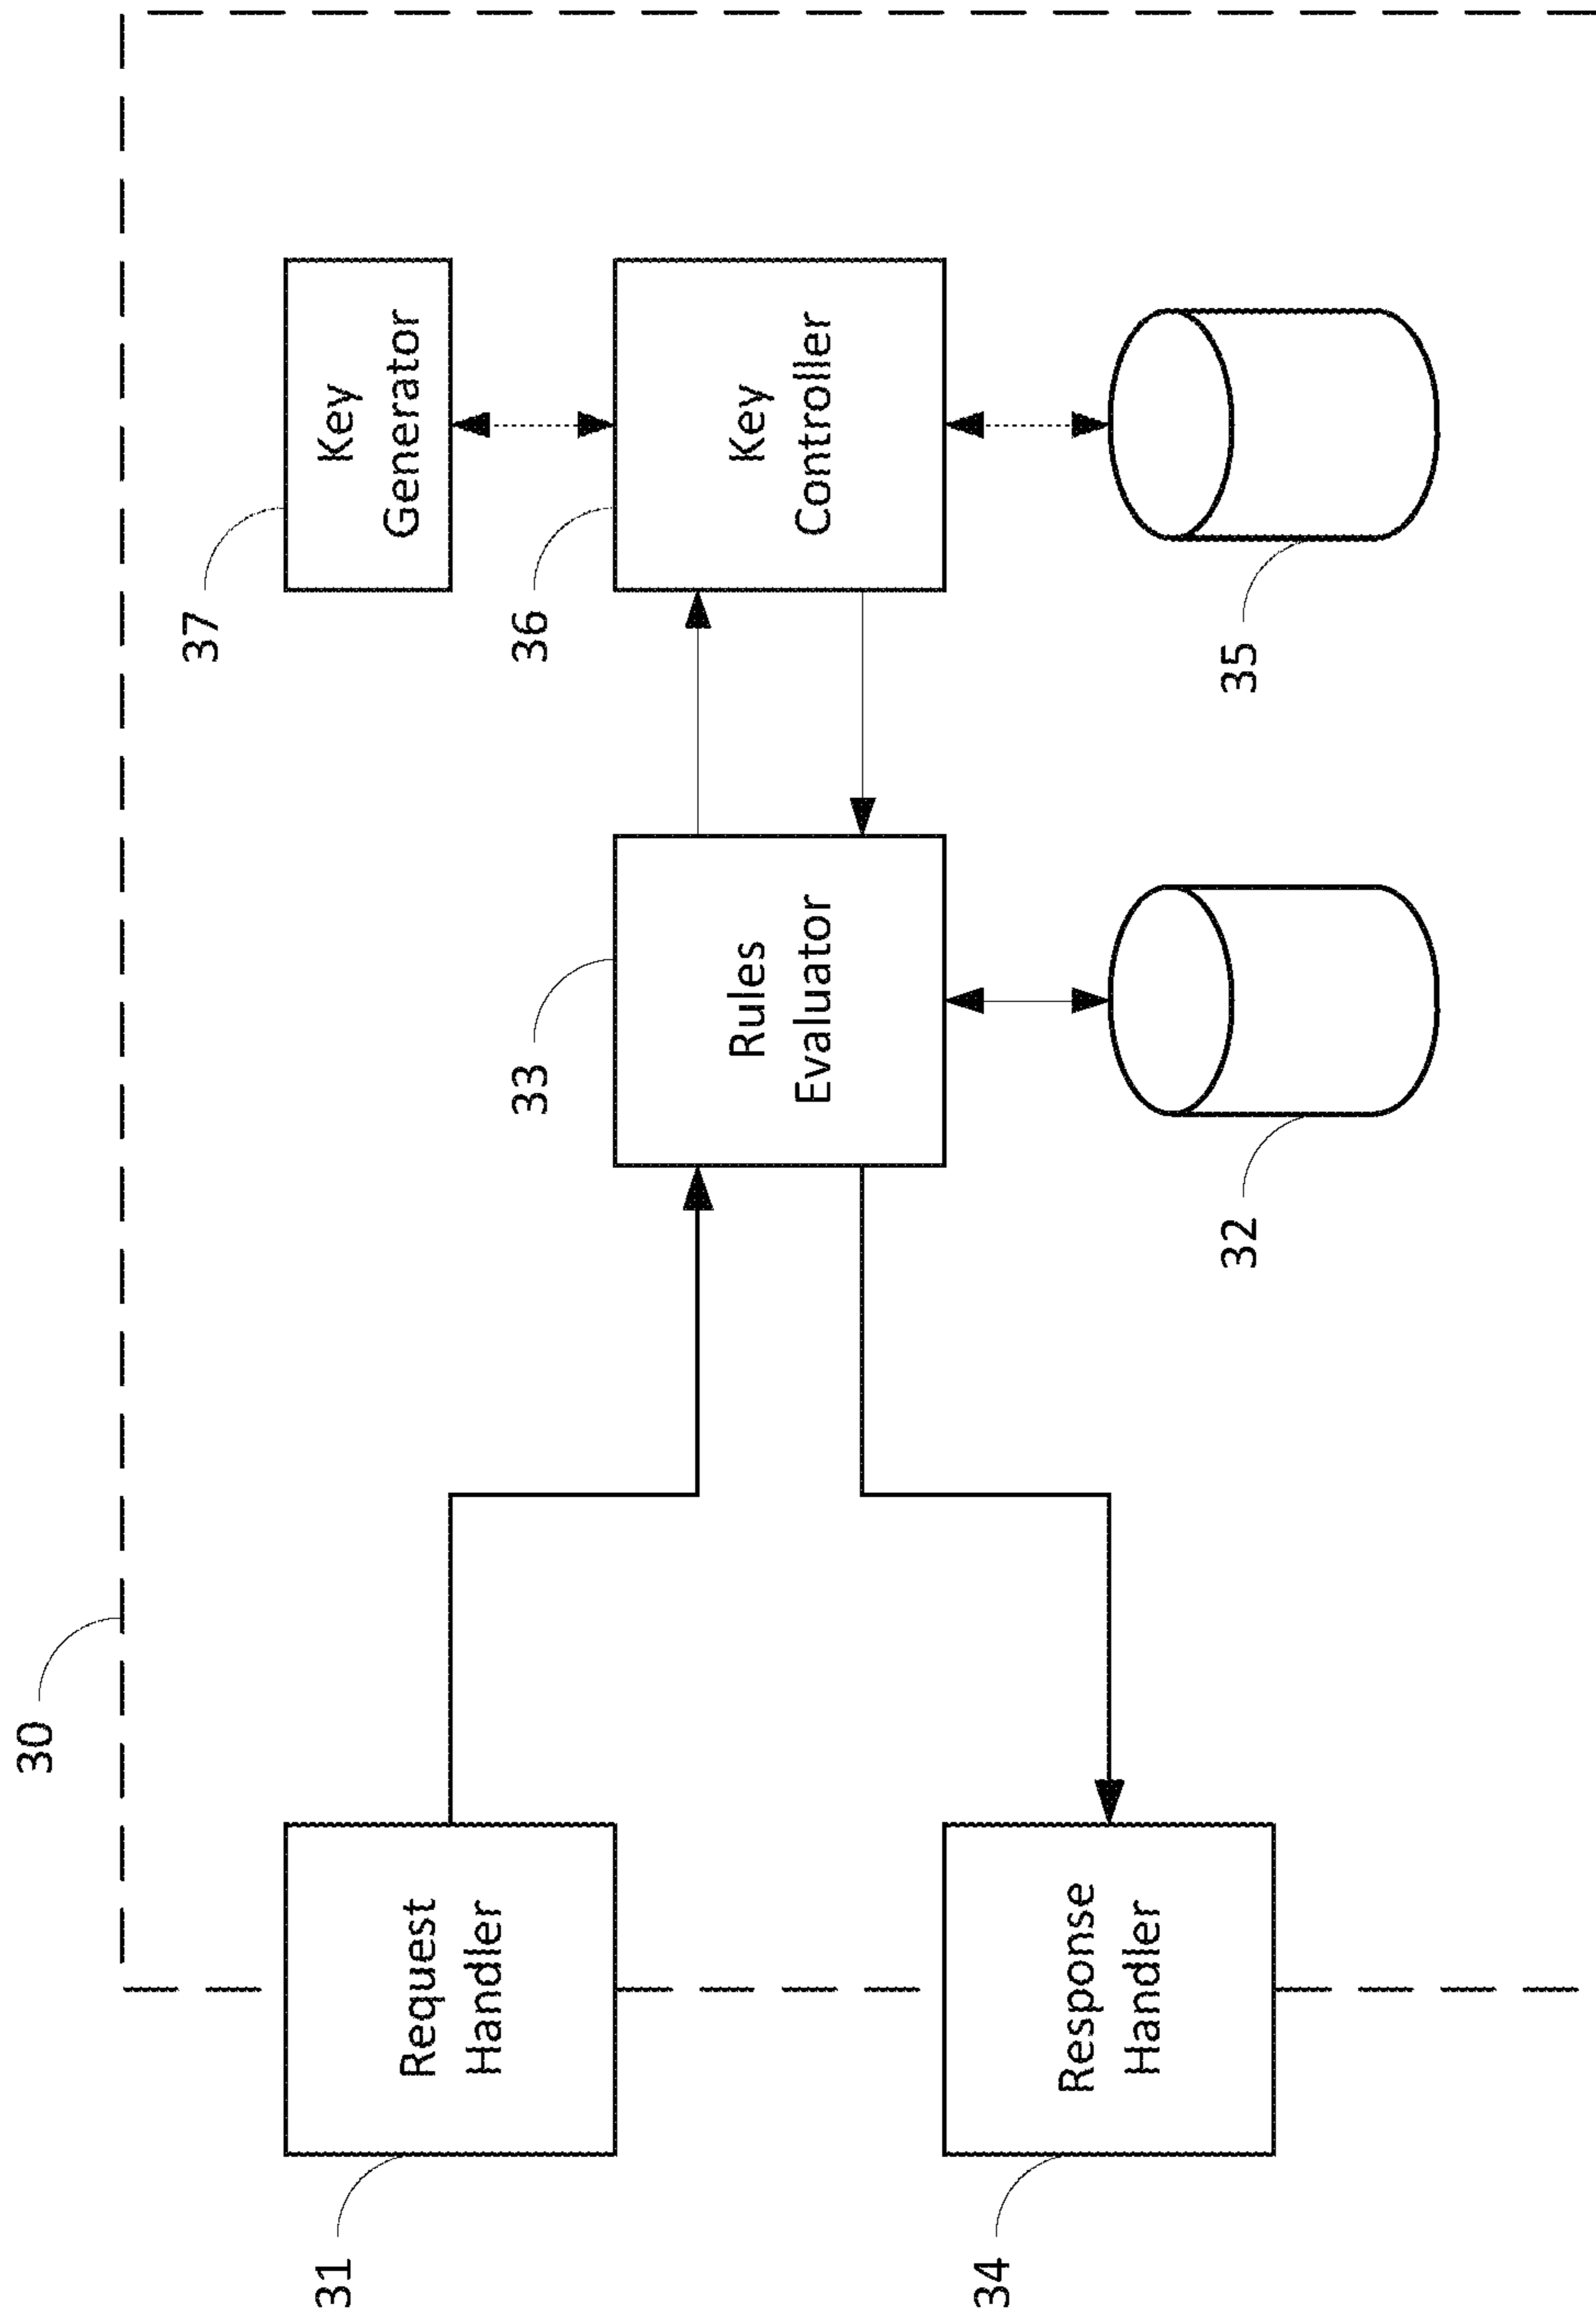 30
37
Key
Generator
31
Request
Handler
33
Rules
Evaluator
36
Key
Controller
34
Response
Handler
32
35